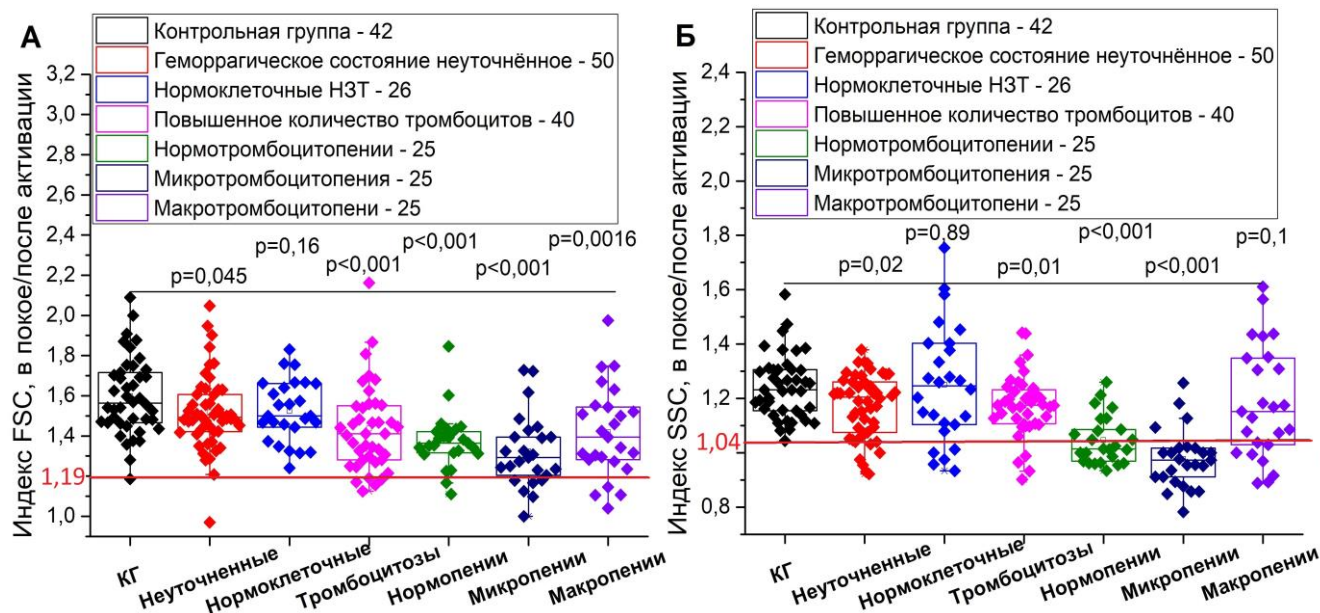 А
Контрольная группа - 42
Геморрагическое состояние неуточнённое - 50
Нормоклеточные НЗТ - 26
Повышенное количество тромбоцитов - 40
Нормотромбоцитопении - 25
Микротромбоцитопения - 25
Макротромбоцитопени - 25
Индекс FSC, в покое/после активации
3,2
3,0
2,8
2,6
2,4
2,2
2,0
1,8
1,6
1,4
1,19
1,0
p=0,045
p=0,16
p<0,001
p<0,001
p<0,001
p=0,0016
КГ
Неуточненные
Нормоклеточные
Тромбоцитозы
Нормопении
Микропении
Макропении
Б
Контрольная группа - 42
Геморрагическое состояние неуточнённое - 50
Нормоклеточные НЗТ - 26
Повышенное количество тромбоцитов - 40
Нормотромбоцитопении - 25
Микротромбоцитопения - 25
Макротромбоцитопени - 25
Индекс SSC, в покое/после активации
2,4
2,2
2,0
1,8
1,6
1,4
1,2
1,04
0,8
p=0,02
p=0,89
p=0,01
p<0,001
p<0,001
p=0,1
КГ
Неуточненные
Нормоклеточные
Тромбоцитозы
Нормопении
Микропении
Макропении